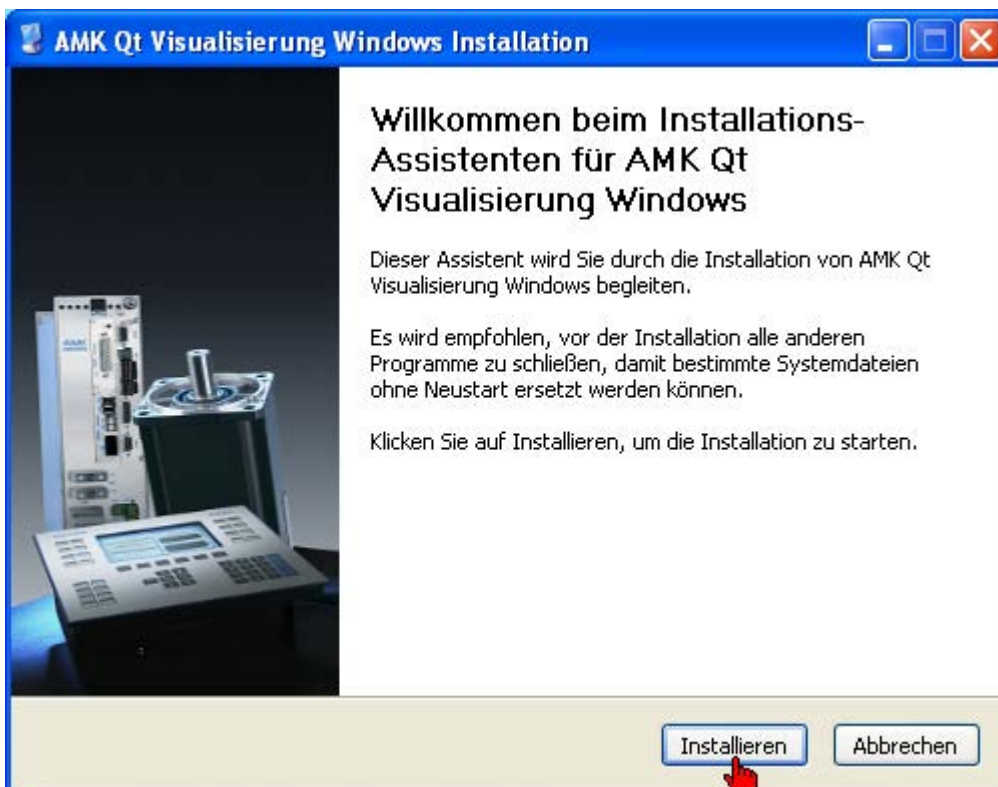 AMK Qt Visualisierung Windows Installation
Willkommen beim Installations-
Assistenten für AMK Qt
Visualisierung Windows
Dieser Assistent wird Sie durch die Installation von AMK Qt
Visualisierung Windows begleiten.
Es wird empfohlen, vor der Installation alle anderen
Programme zu schließen, damit bestimmte Systemdateien
ohne Neustart ersetzt werden können.
Klicken Sie auf Installieren, um die Installation zu starten.
AMK
Installieren
Abbrechen